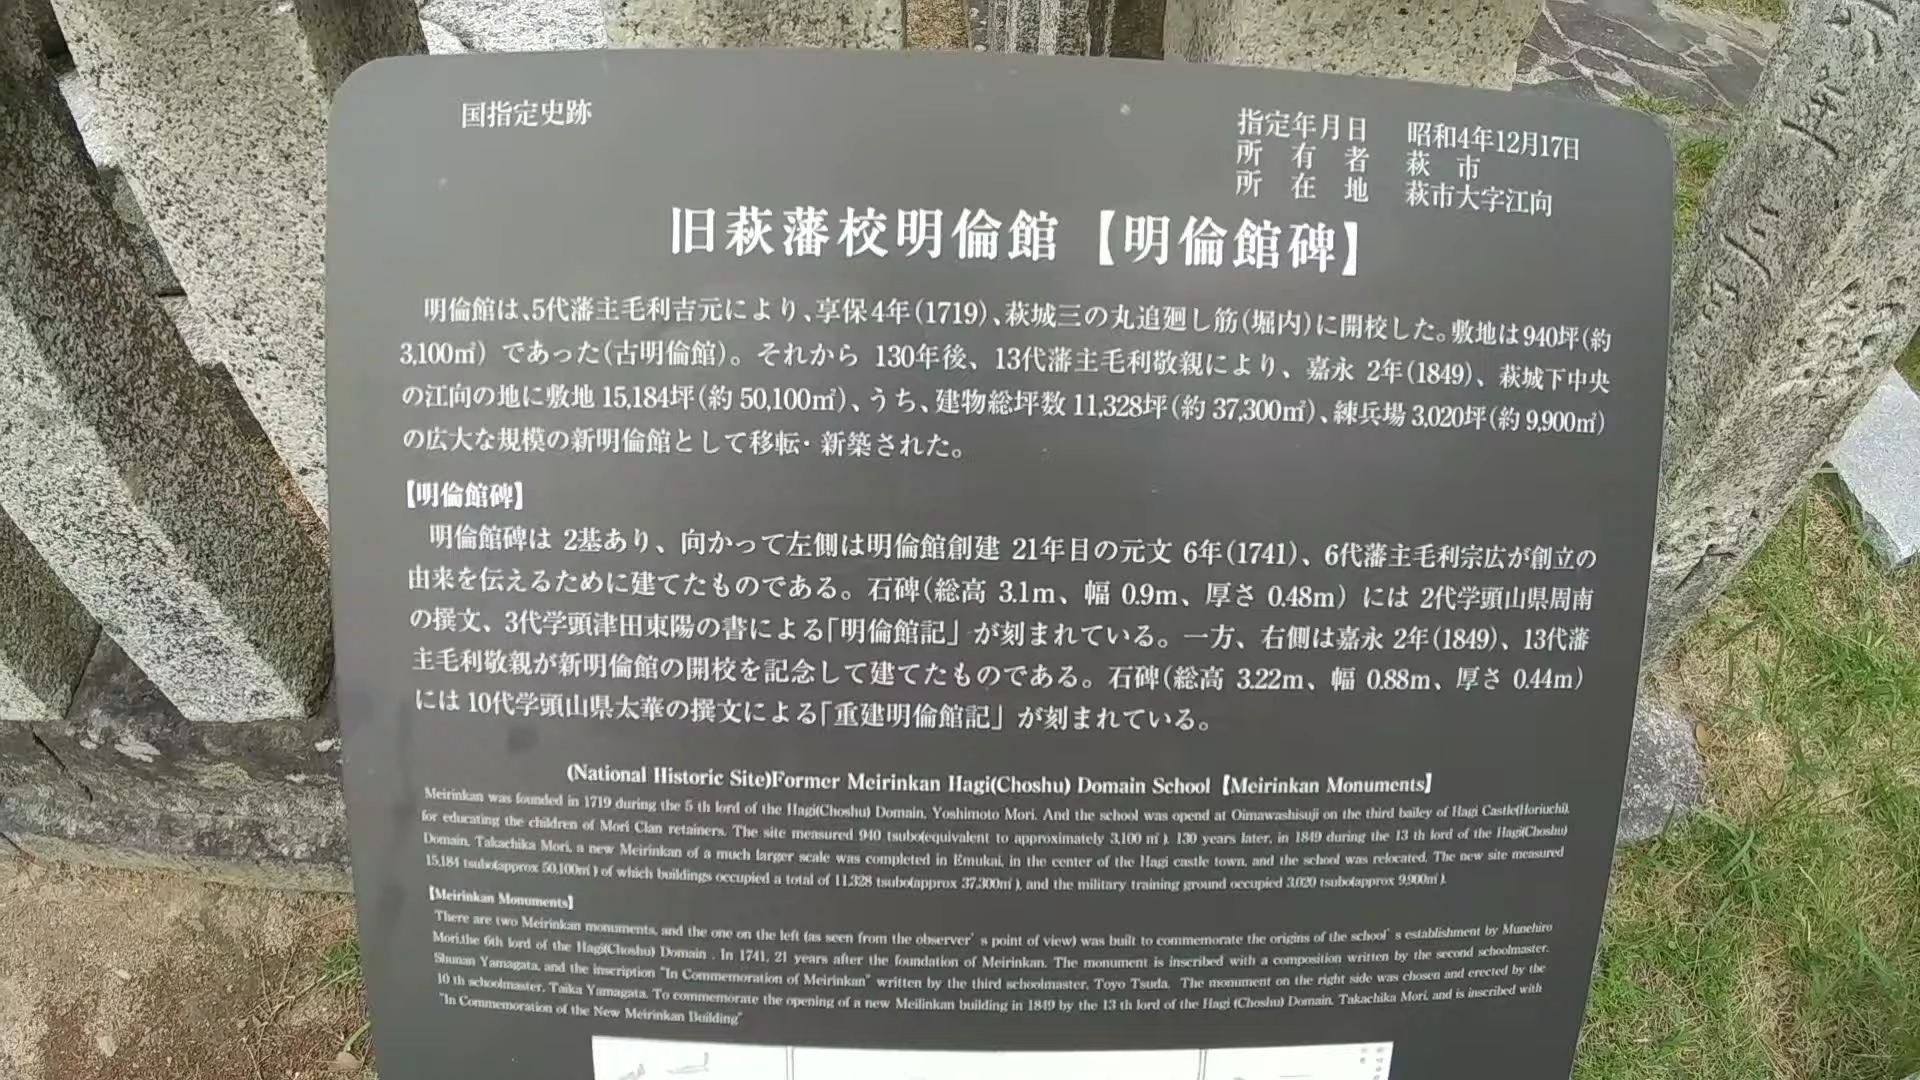 国指定史跡
指定年月日 昭和4年12月17日
所有者 萩市
所在地 萩市大字江向
旧萩藩校明倫館【明倫館碑】
明倫館は、5代藩主毛利吉元により、享保4年(1719)、萩城三の丸追廻し筋(堀内)に開校した。敷地は940坪(約
3,100㎡) であった(古明倫館)。それから 130年後、13代藩主毛利敬親により、嘉永 2年(1849)、萩城下中央
の江向の地に敷地 15,184坪(約 50,100㎡)、うち、建物総坪数 11,328坪(約 37,300㎡)、練兵場 3,020坪(約 9,900㎡)
の広大な規模の新明倫館として移転・新築された。
【明倫館碑】
明倫館碑は 2基あり、向かって左側は明倫館創建 21年目の元文 6年(1741)、6代藩主毛利宗広が創立の
由来を伝えるために建てたものである。石碑(総高 3.1m、幅 0.9m、厚さ 0.48m) には 2代学頭山県周南
の撰文、3代学頭津田東陽の書による「明倫館記」が刻まれている。一方、右側は嘉永 2年(1849)、13代藩
主毛利敬親が新明倫館の開校を記念して建てたものである。石碑(総高 3.22m、幅 0.88m、厚さ 0.44m)
には 10代学頭山県太華の撰文による「重建明倫館記」が刻まれている。
(National Historic Site)Former Meirinkan Hagi(Choshu) Domain School【Meirinkan Monuments】
Meirinkan was founded in 1719 during the 5 th lord of the Hagi(Choshu) Domain, Yoshimoto Mori. And the school was opend at Oimawashisuji on the third bailey of Hagi Castle(Horiuchi),
for educating the children of Mori Clan retainers. The site measured 940 tsubo(equivalent to approximately 3,100 ㎡). 130 years later, in 1849 during the 13 th lord of the Hagi(Choshu)
Domain, Takachika Mori, a new Meirinkan of a much larger scale was completed in Emukai, in the center of the Hagi castle town, and the school was relocated. The new site measured
15,184 tsubo(approx 50,100㎡) of which buildings occupied a total of 11,328 tsubo(approx 37,300㎡), and the military training ground occupied 3,020 tsubo(approx 9,900㎡).
【Meirinkan Monuments】
There are two Meirinkan monuments, and the one on the left (as seen from the observer' s point of view) was built to commemorate the origins of the school' s establishment by Munehiro
Mori,the 6th lord of the Hagi(Choshu) Domain . In 1741, 21 years after the foundation of Meirinkan. The monument is inscribed with a composition written by the second schoolmaster,
Shunan Yamagata, and the inscription "In Commemoration of Meirinkan" written by the third schoolmaster, Toyo Tsuda. The monument on the right side was chosen and erected by the
10 th schoolmaster, Taika Yamagata. To commemorate the opening of a new Meilinkan building in 1849 by the 13 th lord of the Hagi (Choshu) Domain, Takachika Mori, and is inscribed with
"In Commemoration of the New Meirinkan Building"